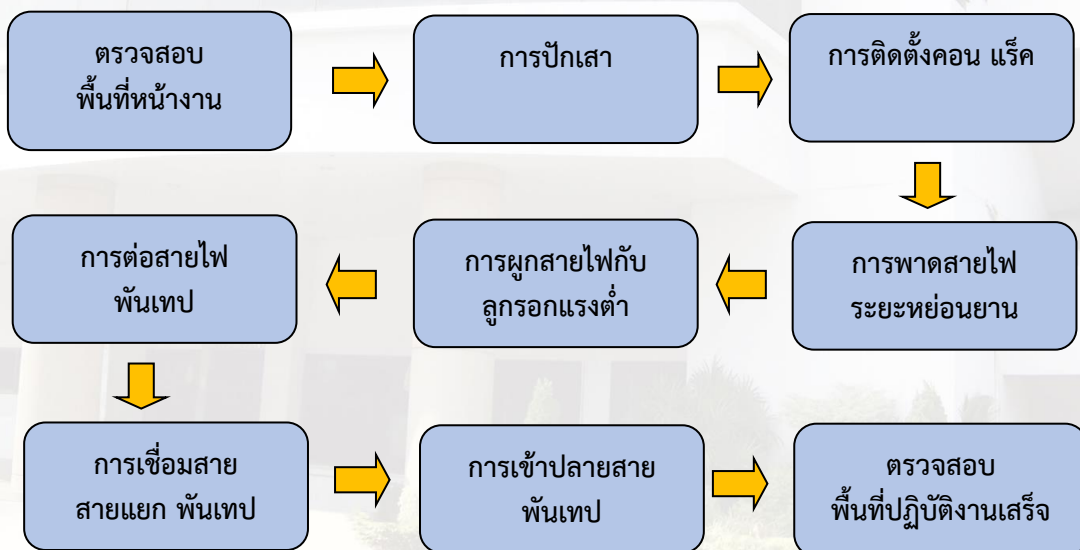 ตรวจสอบ
พื้นที่หน้างาน
การปักเสา
การติดตั้งคอน แร็ค
การพาดสายไฟ
ระยะหย่อนยาน
การผูกสายไฟกับ
ลูกรอกแรงต่ำ
การต่อสายไฟ
พันเทป
การเชื่อมสาย
สายแยก พันเทป
การเข้าปลายสาย
พันเทป
ตรวจสอบ
พื้นที่ปฏิบัติงานเสร็จ